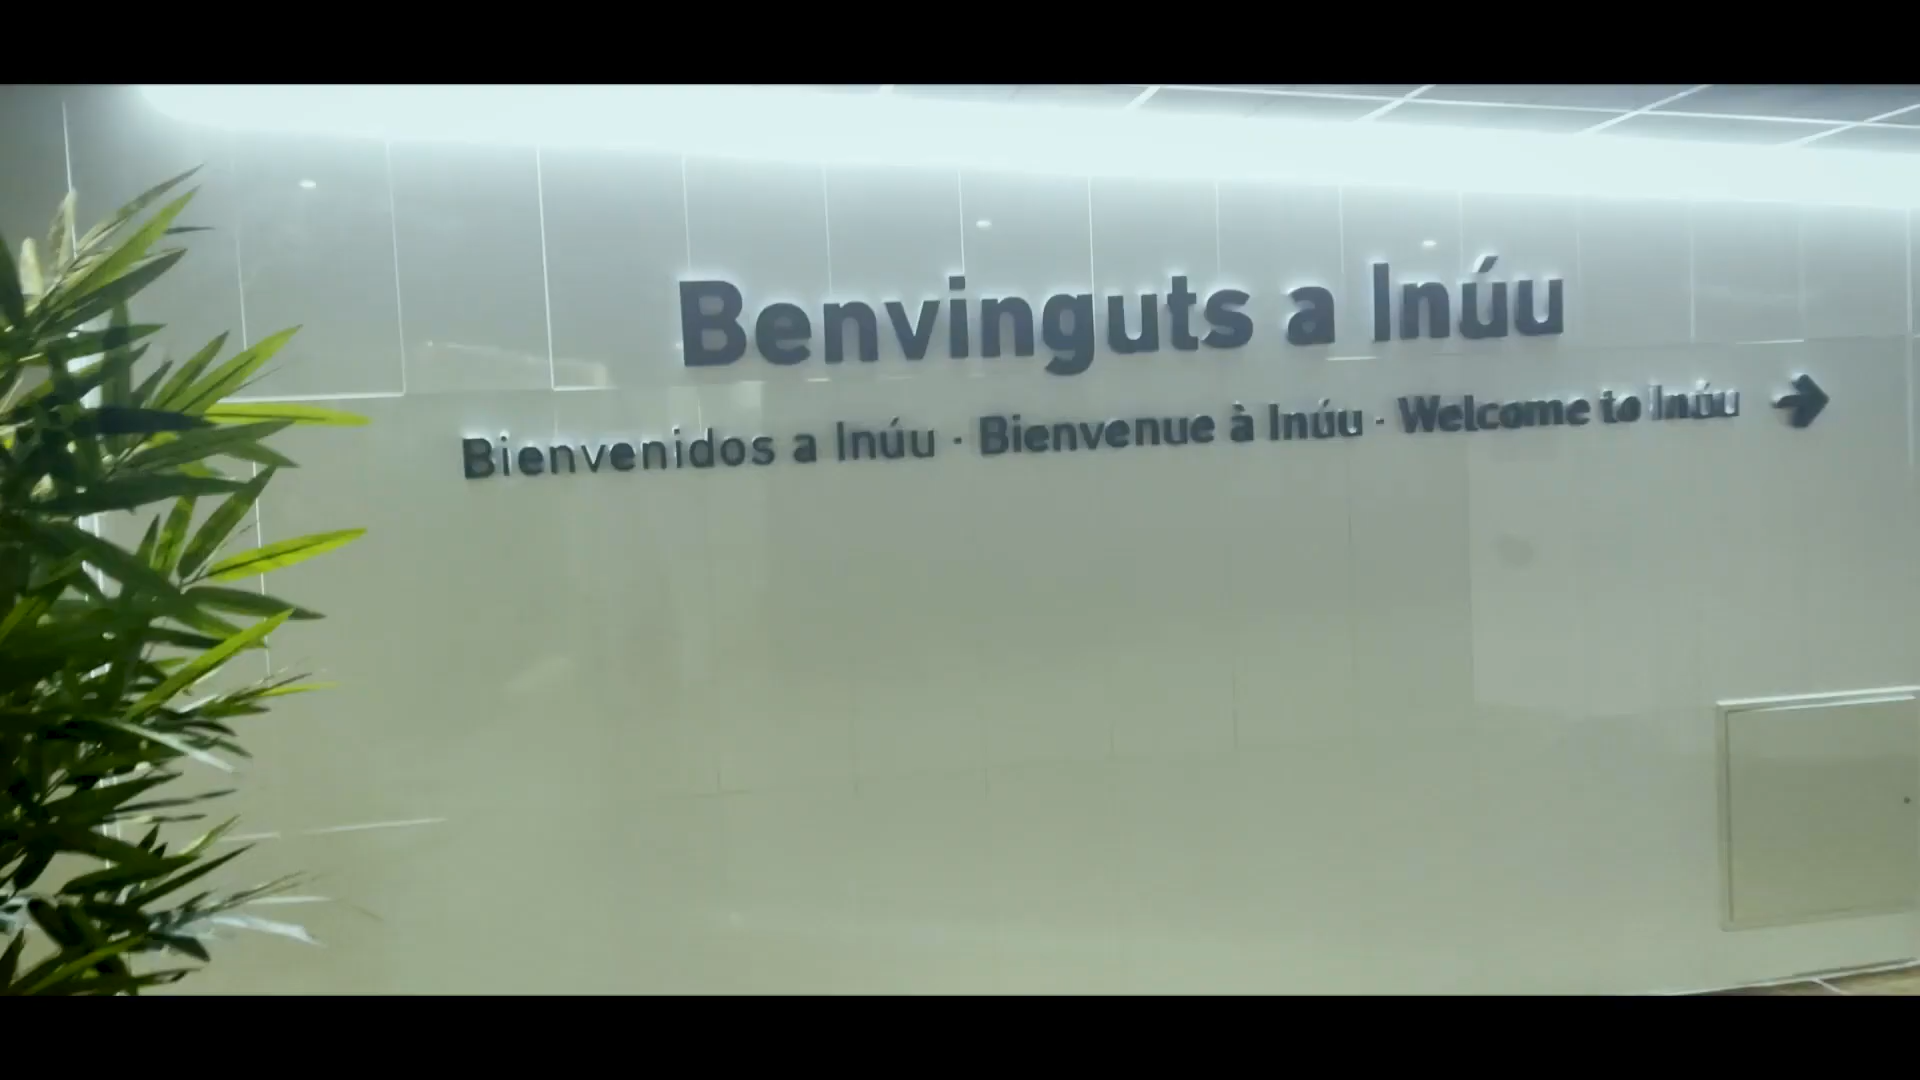 Benvinguts a Inúu
Bienvenidos a Inúu · Bienvenue à Inúu · Welcome to Inúu